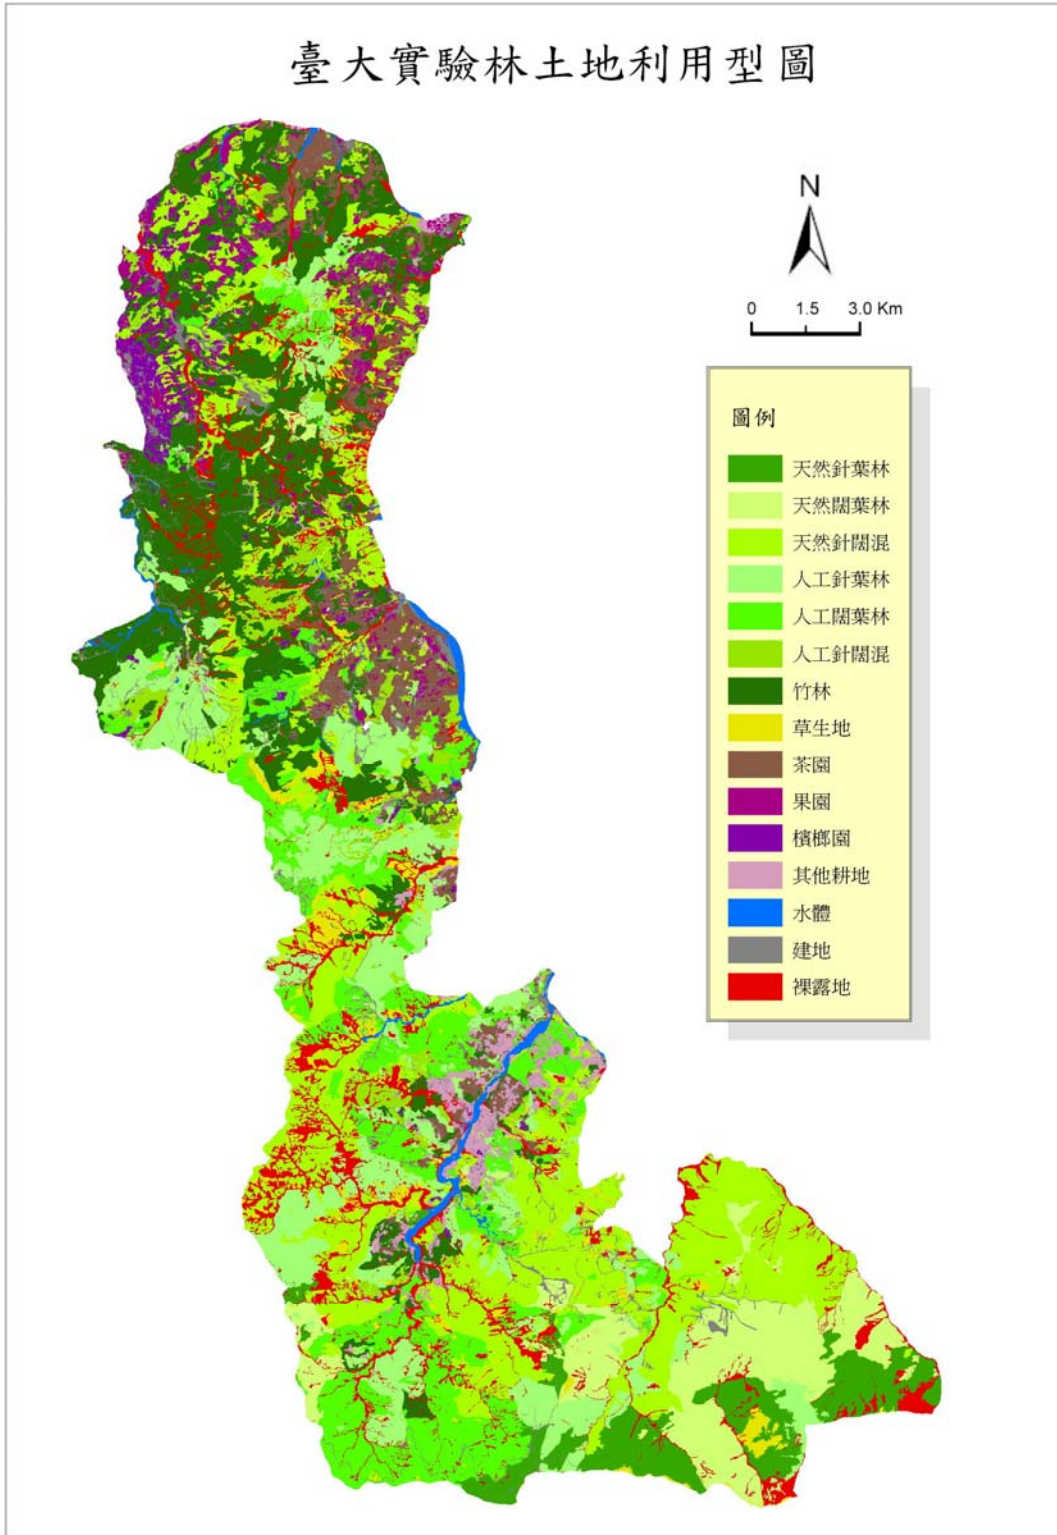 臺大實驗林土地利用型圖
N
0 1.5 3.0 Km
圖例
天然針葉林
天然闊葉林
天然針闊混
人工針葉林
人工闊葉林
人工針闊混
竹林
草生地
茶園
果園
檳榔園
其他耕地
水體
建地
裸露地